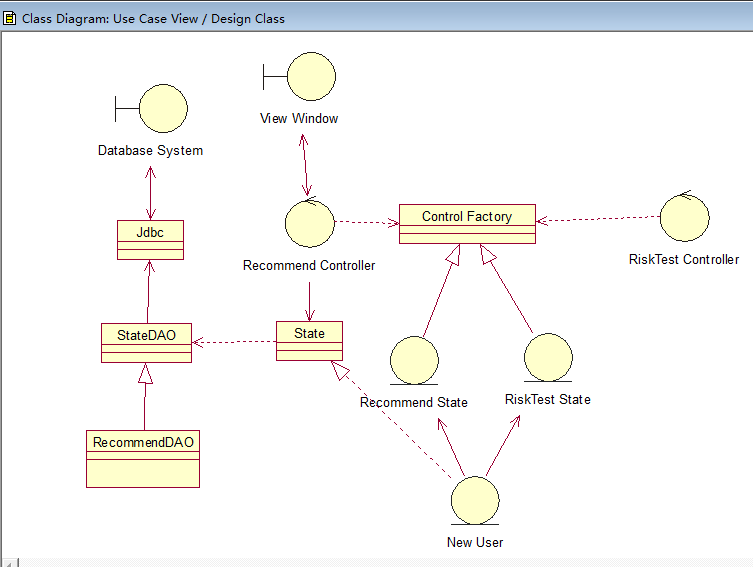 Class Diagram: Use Case View / Design Class
View Window
Database System
Jdbc
Control Factory
Recommend Controller
RiskTest Controller
StateDAO
State
Recommend State
RiskTest State
RecommendDAO
New User